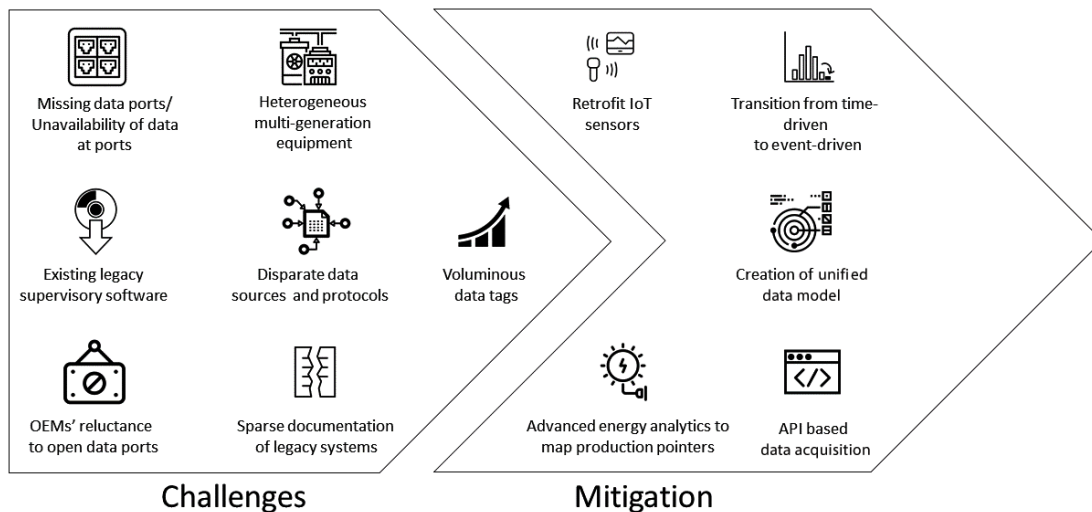 Missing data ports/
Unavailability of data
at ports
Heterogeneous
multi-generation
equipment
Existing legacy
supervisory software
Disparate data
sources and protocols
Voluminous
data tags
OEMs’ reluctance
to open data ports
Sparse documentation
of legacy systems
Challenges
Retrofit IoT
sensors
Transition from time-
driven
to event-driven
Creation of unified
data model
Advanced energy analytics to
map production pointers
</>
API based
data acquisition
Mitigation